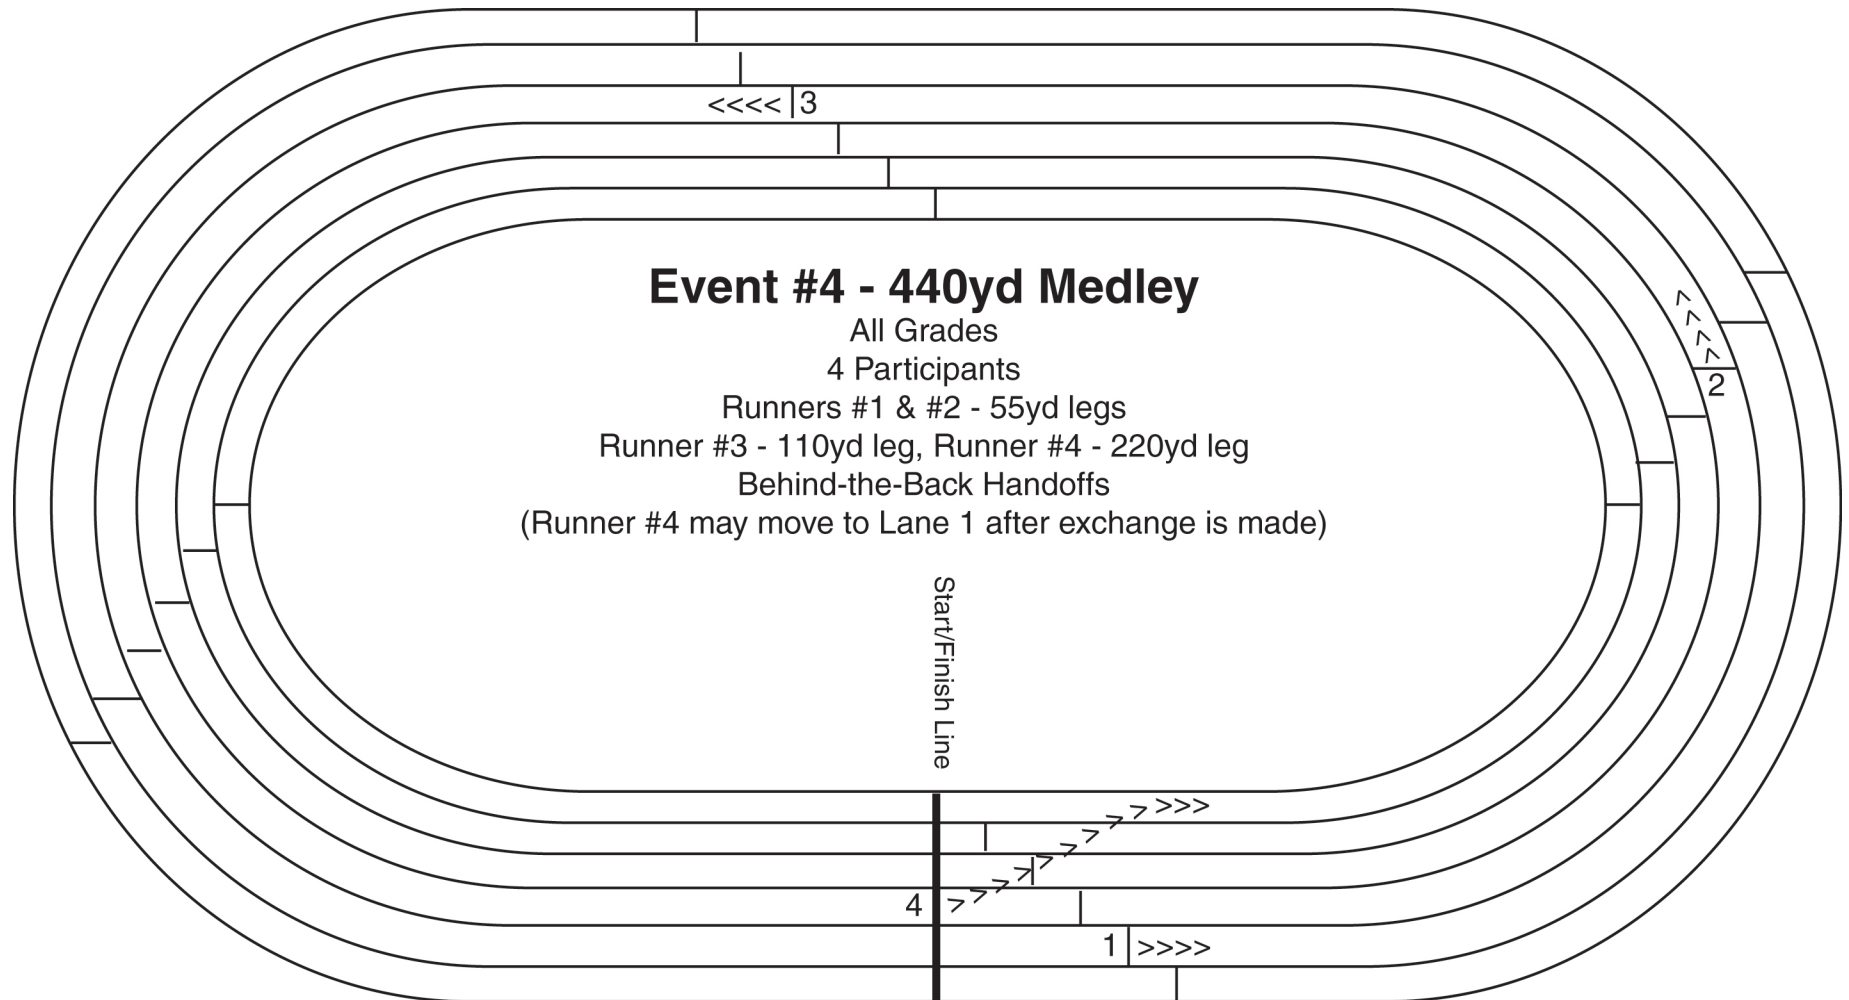 <<<< 3
Event #4 - 440yd Medley
All Grades
4 Participants
Runners #1 & #2 - 55yd legs
Runner #3 - 110yd leg, Runner #4 - 220yd leg
Behind-the-Back Handoffs
(Runner #4 may move to Lane 1 after exchange is made)
<<<<
2
Start/Finish Line
4 >>>>>>>>>>>>>
1 >>>>